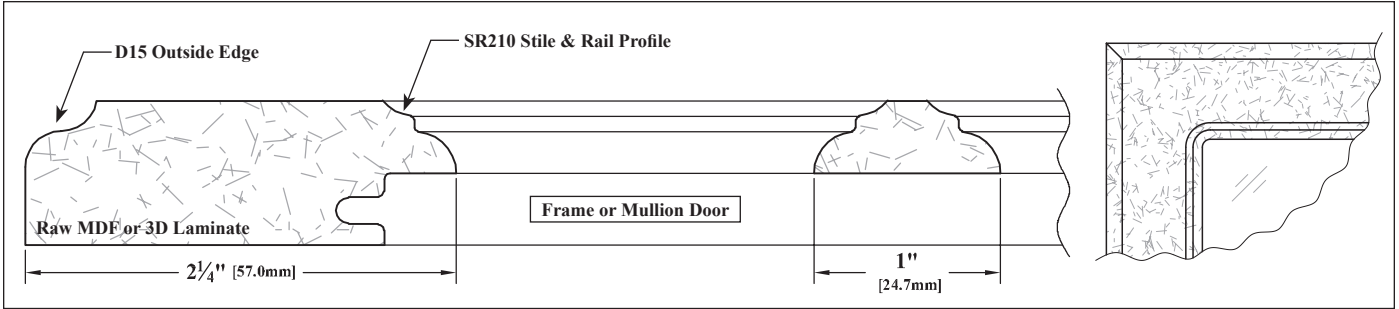 D15 Outside Edge
SR210 Stile & Rail Profile
Raw MDF or 3D Laminate
Frame or Mullion Door
2¼" [57.0mm]
1"
[24.7mm]